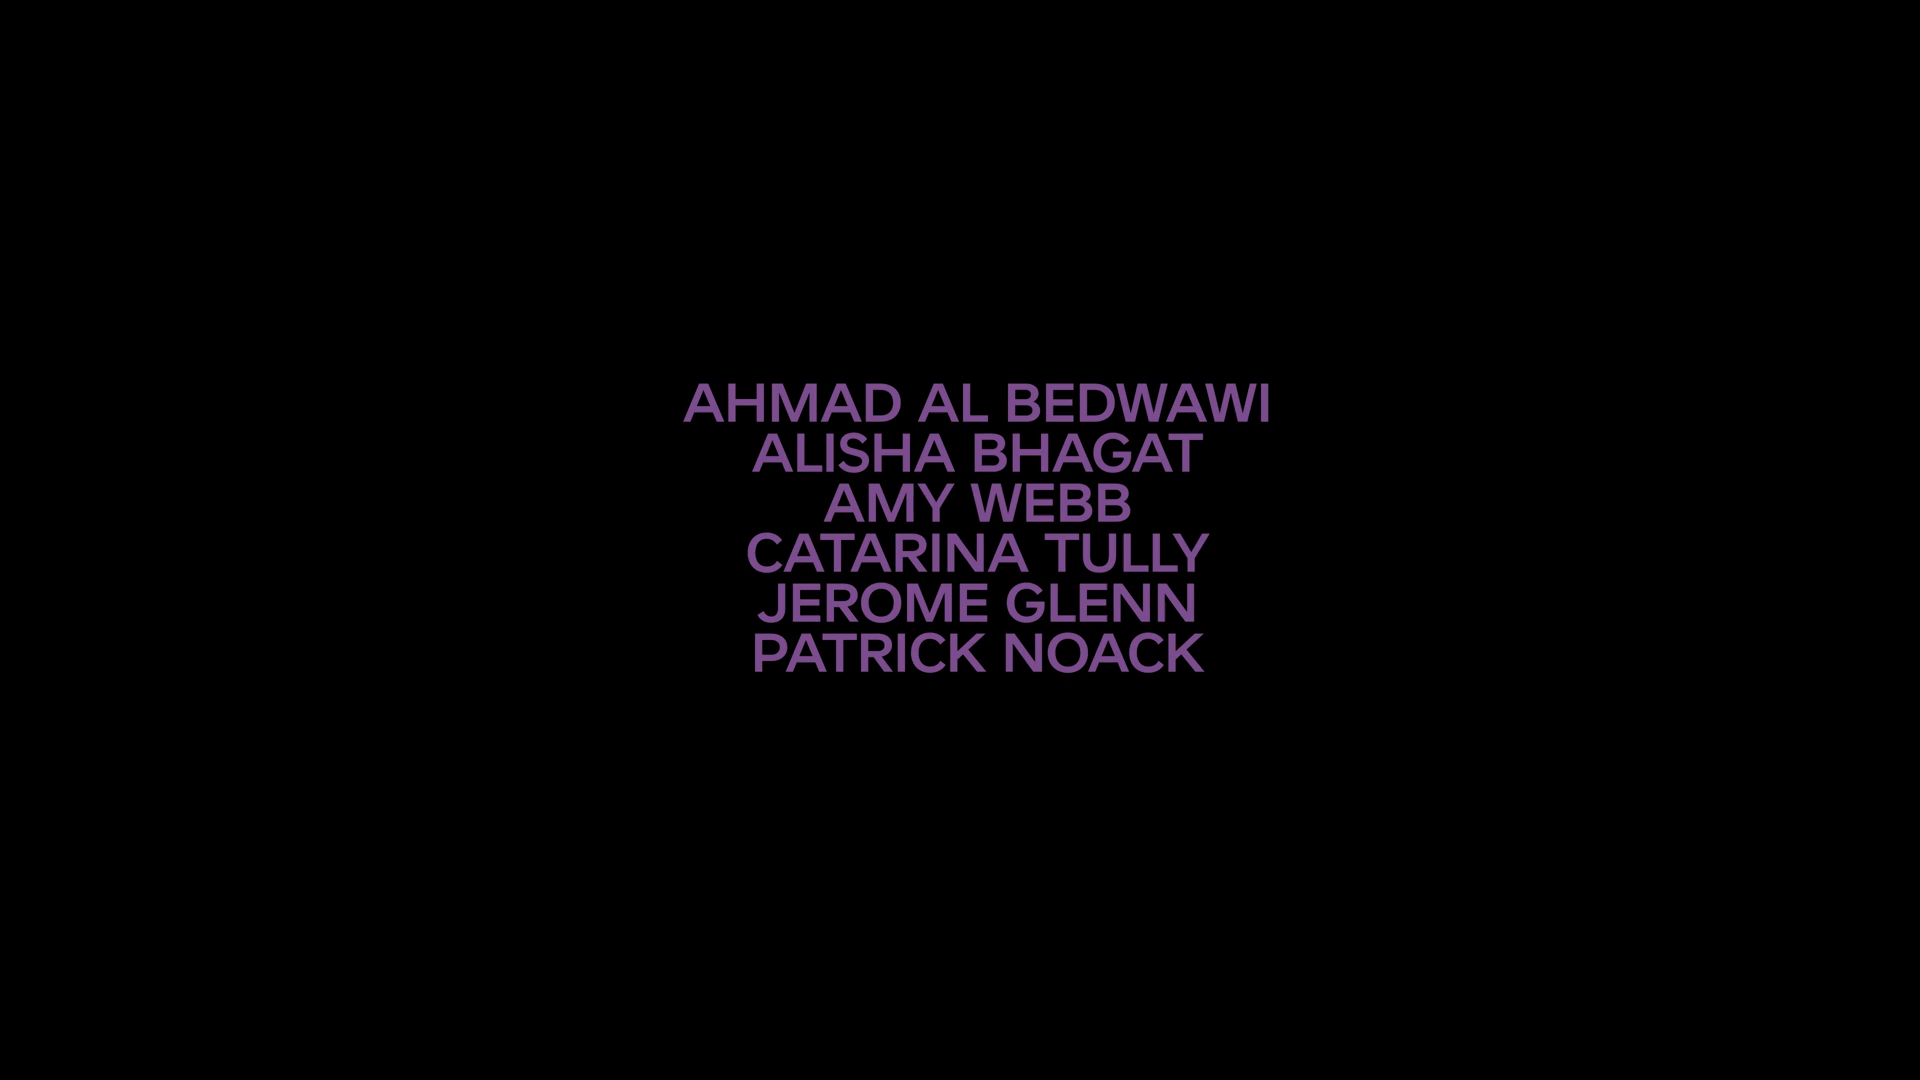 AHMAD AL BEDWAWI
ALISHA BHAGAT
AMY WEBB
CATARINA TULLY
JEROME GLENN
PATRICK NOACK